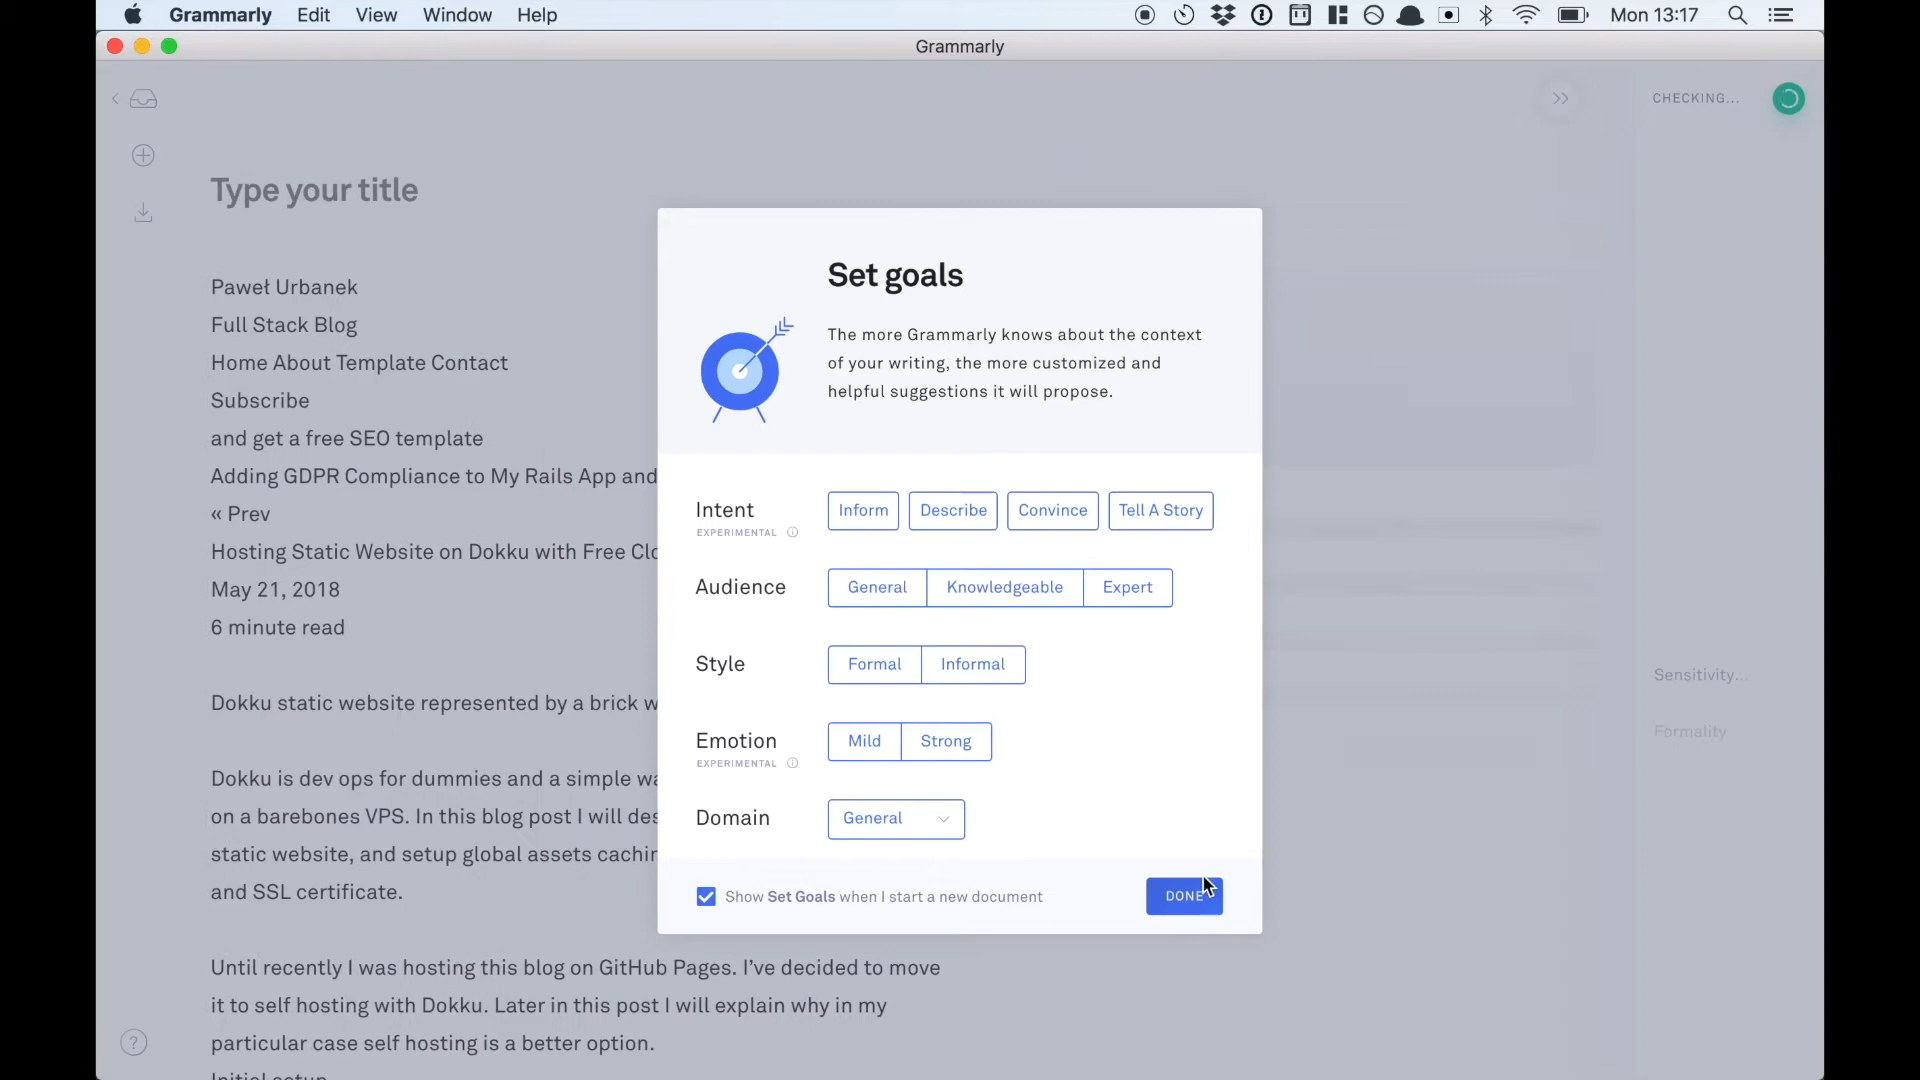 Grammarly Edit View Window Help Mon 13:17
Grammarly
CHECKING...
Type your title
Paweł Urbanek
Full Stack Blog
Home About Template Contact
Subscribe
and get a free SEO template
Adding GDPR Compliance to My Rails App and
« Prev
Hosting Static Website on Dokku with Free Clo
May 21, 2018
6 minute read
Dokku static website represented by a brick w
Dokku is dev ops for dummies and a simple wa
on a barebones VPS. In this blog post I will des
static website, and setup global assets cachin
and SSL certificate.
Until recently I was hosting this blog on GitHub Pages. I've decided to move
it to self hosting with Dokku. Later in this post I will explain why in my
particular case self hosting is a better option.
Initial setup
Set goals
The more Grammarly knows about the context
of your writing, the more customized and
helpful suggestions it will propose.
Intent Inform Describe Convince Tell A Story
EXPERIMENTAL
Audience General Knowledgeable Expert
Style Formal Informal
Emotion Mild Strong
EXPERIMENTAL
Domain General
Show Set Goals when I start a new document DONE
Sensitivity...
Formality